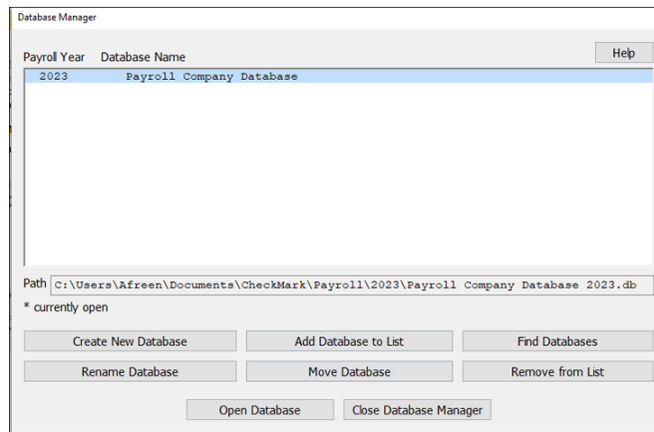 Database Manager
Payroll Year Database Name Help
2023 Payroll Company Database
Path C:\Users\Afreen\Documents\CheckMark\Payroll\2023\Payroll Company Database 2023.db
* currently open
Create New Database Add Database to List Find Databases
Rename Database Move Database Remove from List
Open Database Close Database Manager